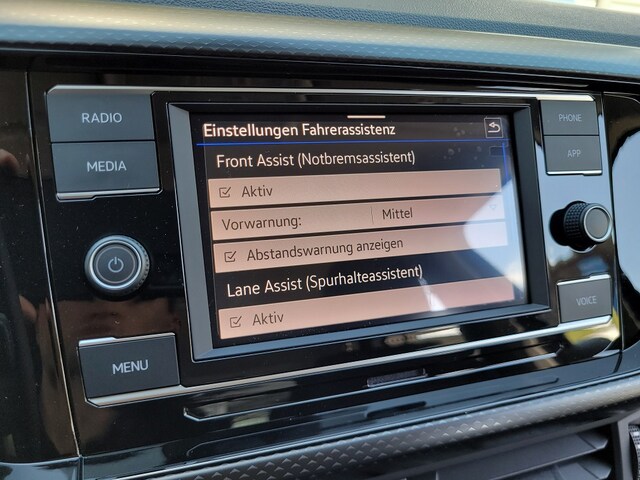 RADIO
MEDIA
MENU
Einstellungen Fahrerassistenz
Front Assist (Notbremsassistent)
Aktiv
Vorwarnung: Mittel
Abstandswarnung anzeigen
Lane Assist (Spurhalteassistent)
Aktiv
PHONE
APP
VOICE